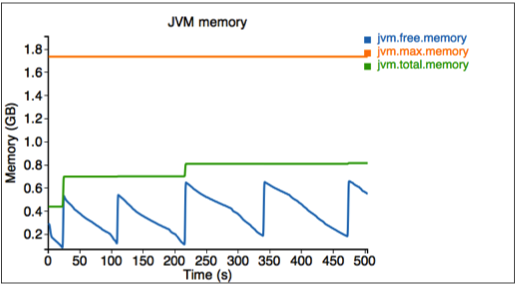 JVM memory
jvm.free.memory
jvm.max.memory
jvm.total.memory
Memory (GB)
1.8
1.6
1.4
1.2
1.0
0.8
0.6
0.4
0.2
0 50 100 150 200 250 300 350 400 450 500
Time (s)